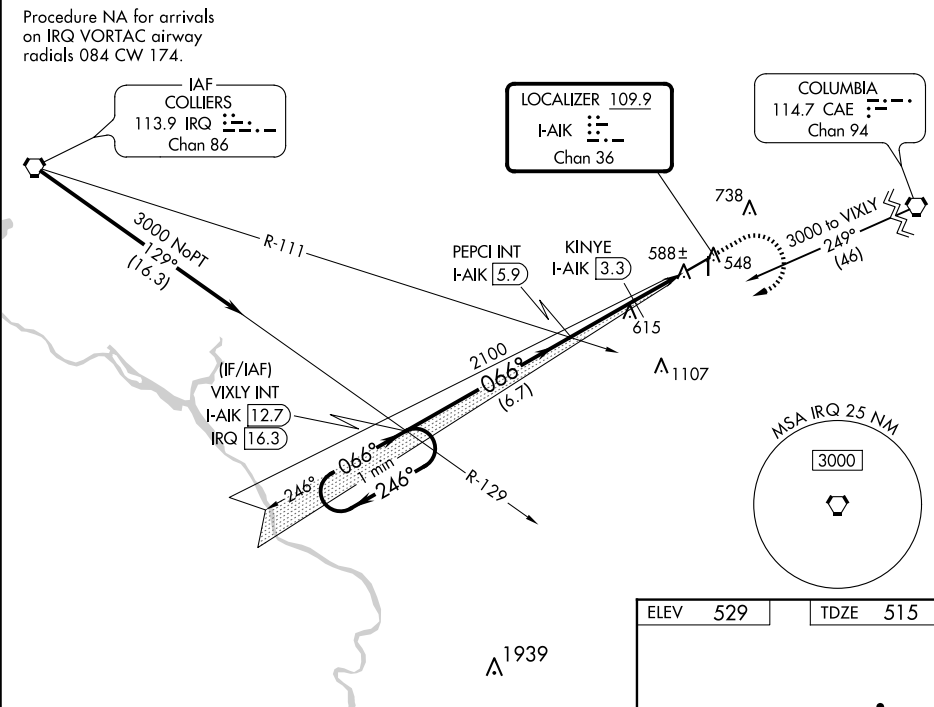 Procedure NA for arrivals
on IRQ VORTAC airway
radials 084 CW 174.
IAF
COLLIERS
113.9 IRQ
Chan 86
LOCALIZER 109.9
I-AIK
Chan 36
COLUMBIA
114.7 CAE
Chan 94
738
3000 NoPT
129°
(16.3)
R-111
PEPCI INT
I-AIK 5.9
KINYE
I-AIK 3.3
588±
548
3000 to VIXLY
249°
(46)
615
1107
2100
066°
(6.7)
(IF/IAF)
VIXLY INT
I-AIK 12.7
IRQ 16.3
246°
066°
1 min
246°
R-129
MSA IRQ 25 NM
3000
1939
ELEV 529
TDZE 515